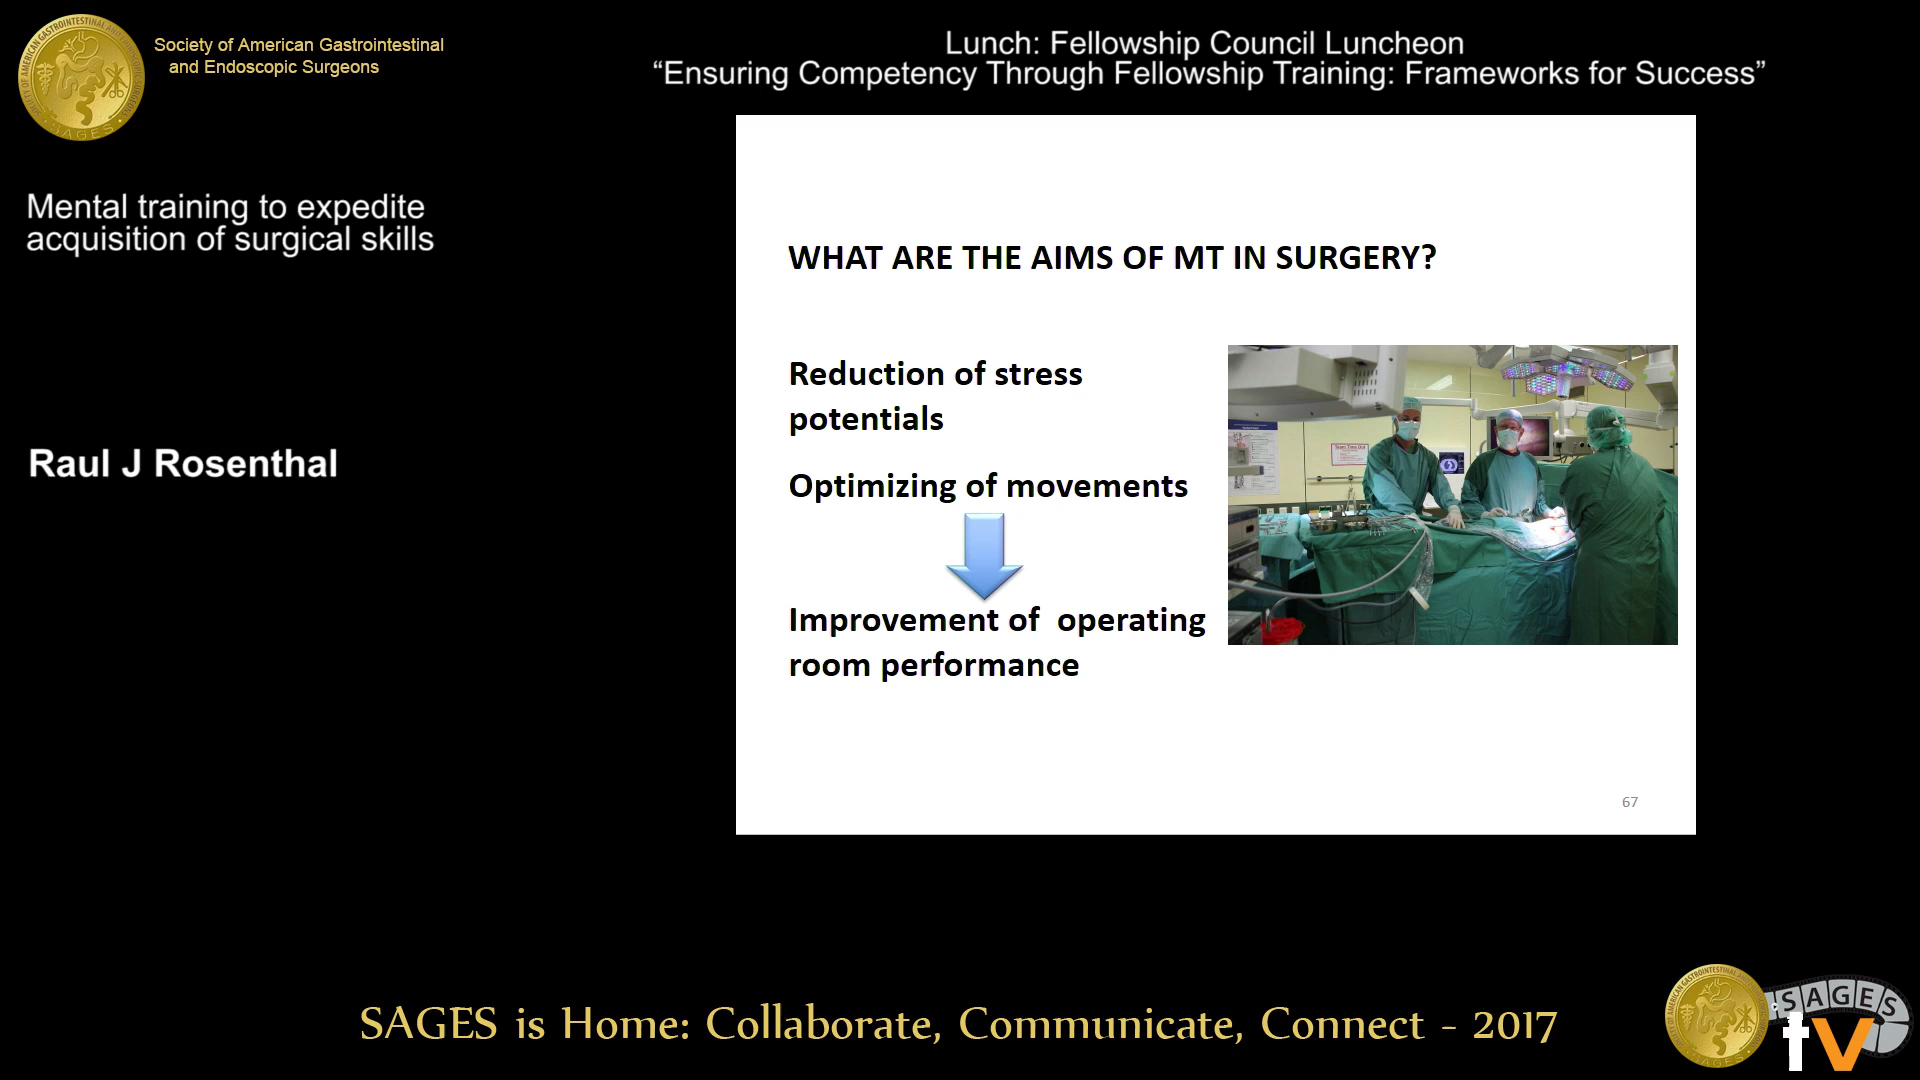 Society of American Gastrointestinal
and Endoscopic Surgeons
Lunch: Fellowship Council Luncheon
“Ensuring Competency Through Fellowship Training: Frameworks for Success”
Mental training to expedite
acquisition of surgical skills
Raul J Rosenthal
WHAT ARE THE AIMS OF MT IN SURGERY?
Reduction of stress
potentials
Optimizing of movements
Improvement of operating
room performance
67
SAGES is Home: Collaborate, Communicate, Connect - 2017
SAGES
tv